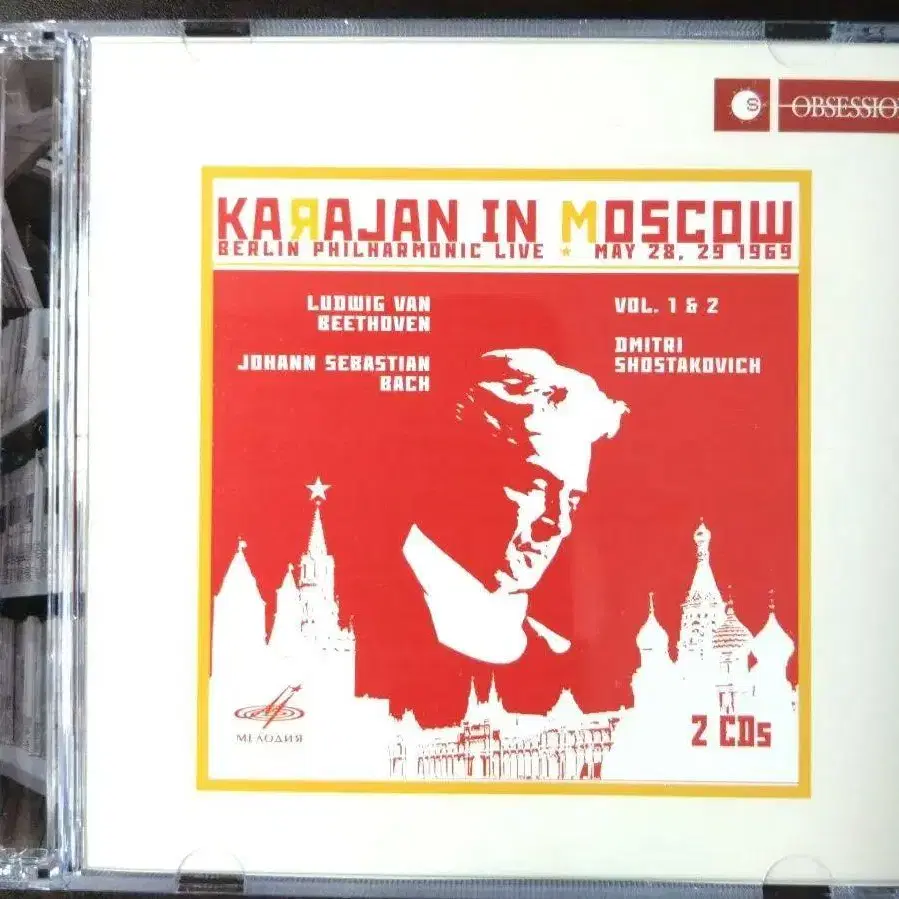 S
OBSESSIO
KAЯAJAN IN MOSCOW
BERLIN PHILHARMONIC LIVE ★ MAY 28, 29 1969
LUDWIG VAN
BEETHOVEN
JOHANN SEBASTIAN
BACH
VOL. 1 & 2
DMITRI
SHOSTAKOVICH
МЕЛОДИЯ
2 CDs